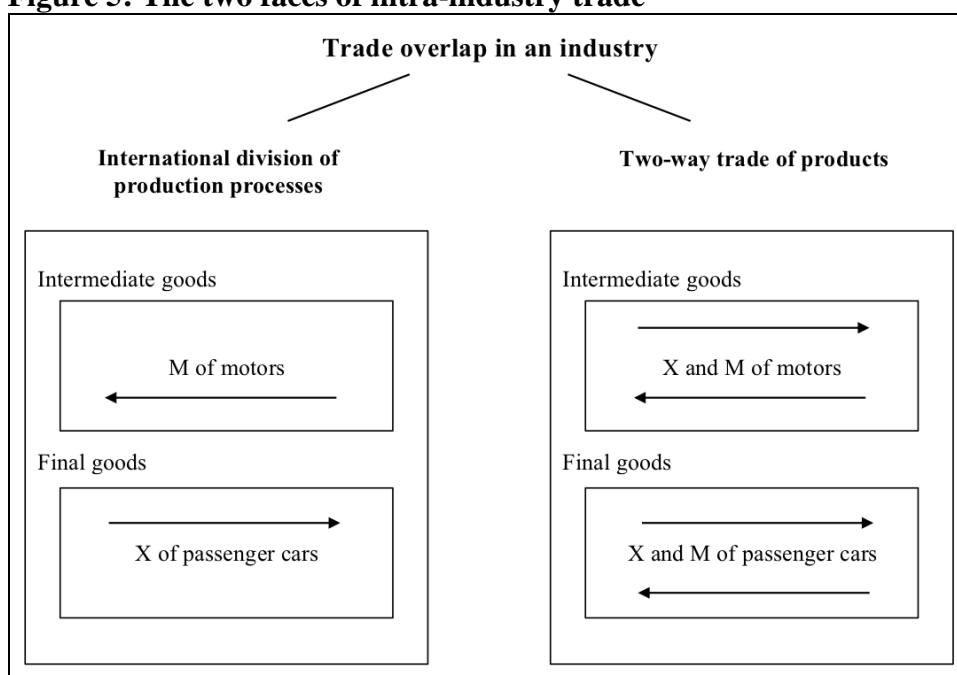 Figure 5: The two faces of intra-industry trade
Trade overlap in an industry
International division of
production processes
Intermediate goods
M of motors
Final goods
X of passenger cars
Two-way trade of products
Intermediate goods
X and M of motors
Final goods
X and M of passenger cars